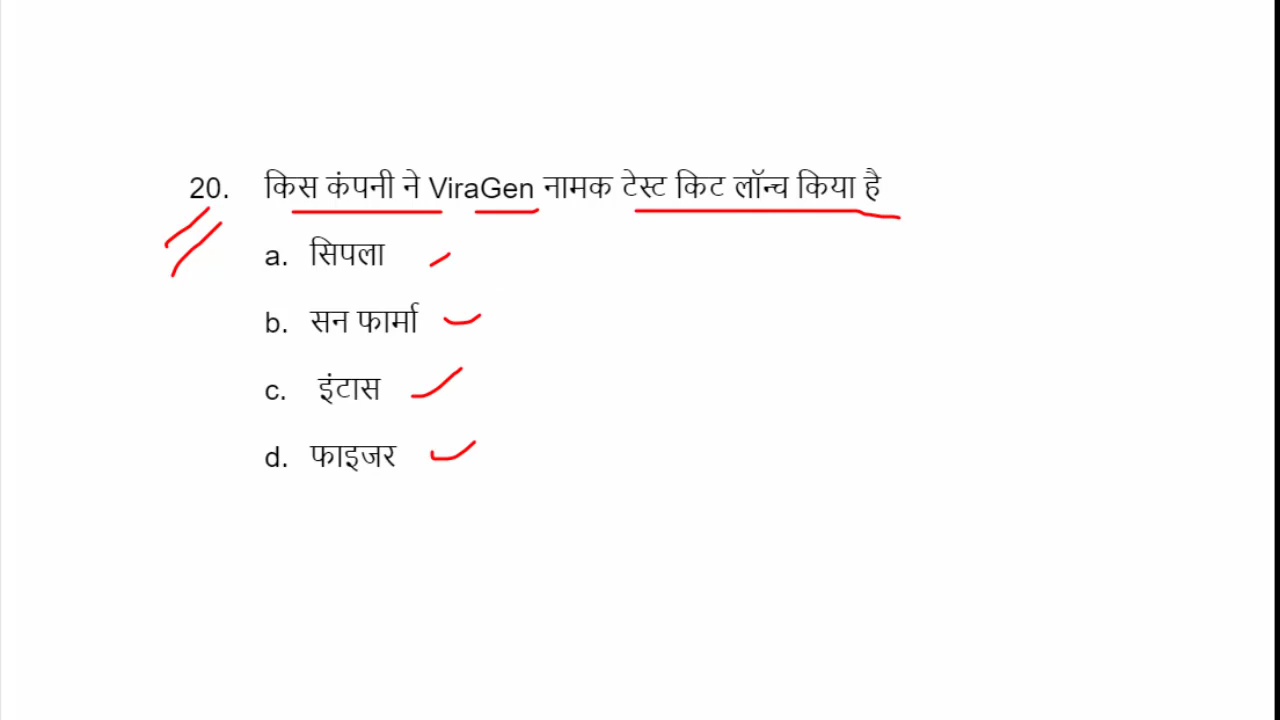 20. किस कंपनी ने ViraGen नामक टेस्ट किट लॉन्च किया है
a. सिपला
b. सन फार्मा
c. इंटास
d. फाइजर